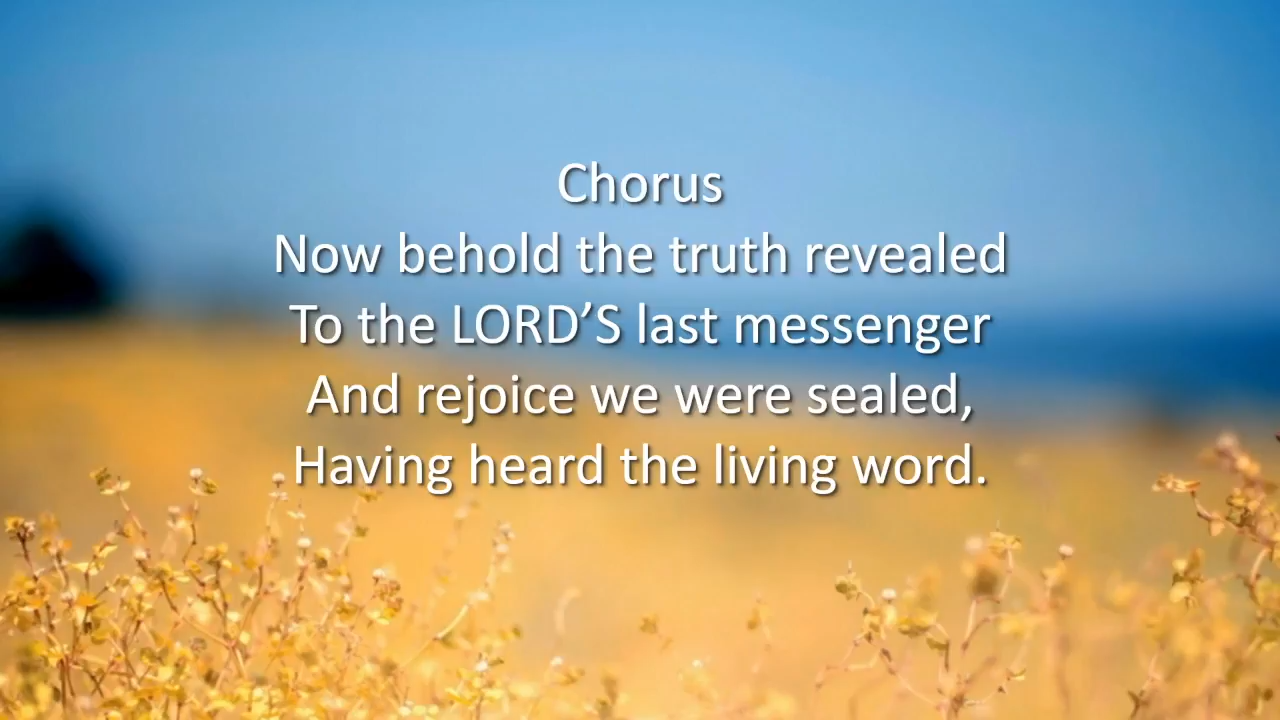 Chorus
Now behold the truth revealed
To the LORD’S last messenger
And rejoice we were sealed,
Having heard the living word.